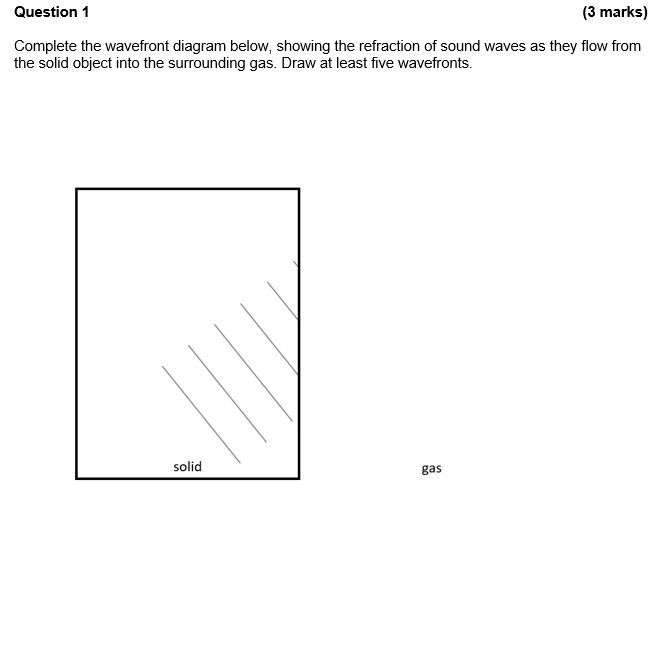 Question 1 (3 marks)
Complete the wavefront diagram below, showing the refraction of sound waves as they flow from
the solid object into the surrounding gas. Draw at least five wavefronts.
solid
gas